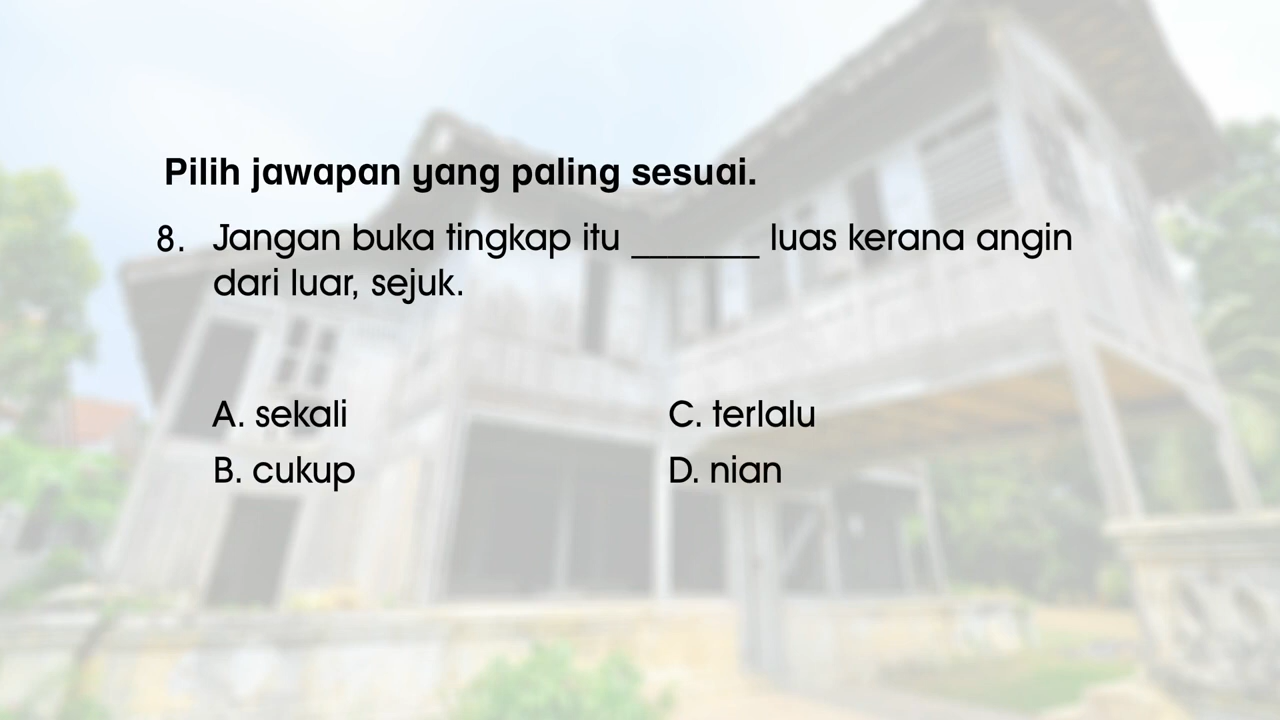 Pilih jawapan yang paling sesuai.
8. Jangan buka tingkap itu _______ luas kerana angin
dari luar, sejuk.
A. sekali
B. cukup
C. terlalu
D. nian